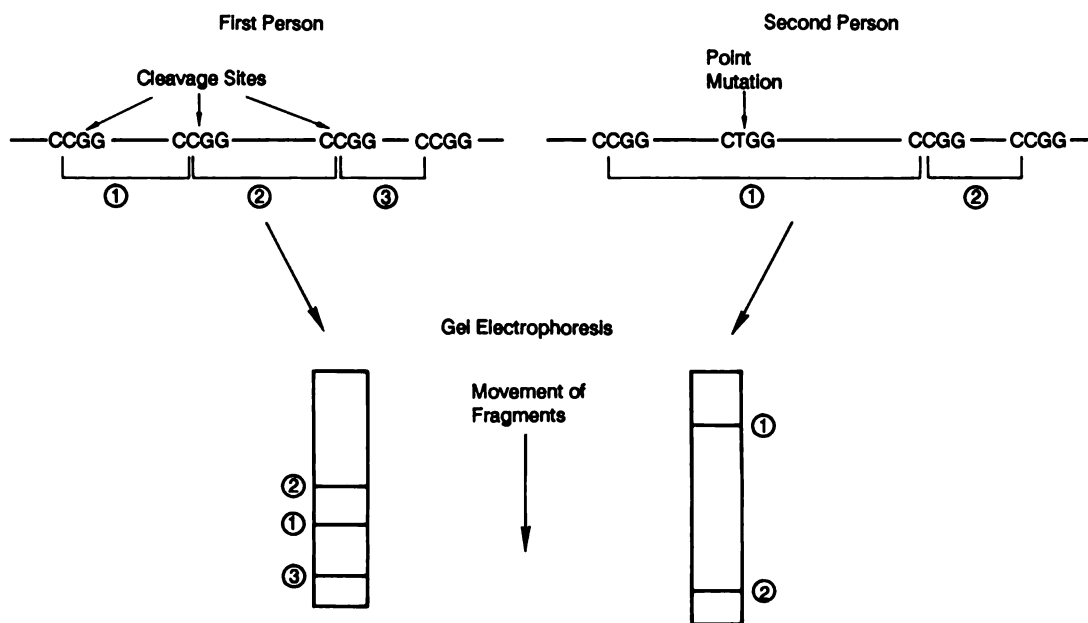 First Person
Second Person
Cleavage Sites
Point
Mutation
CCGG CCGG CCGG CCGG
CCGG CTGG CCGG CCGG
① ② ③
① ②
Gel Electrophoresis
Movement of
Fragments
②
①
③
①
②